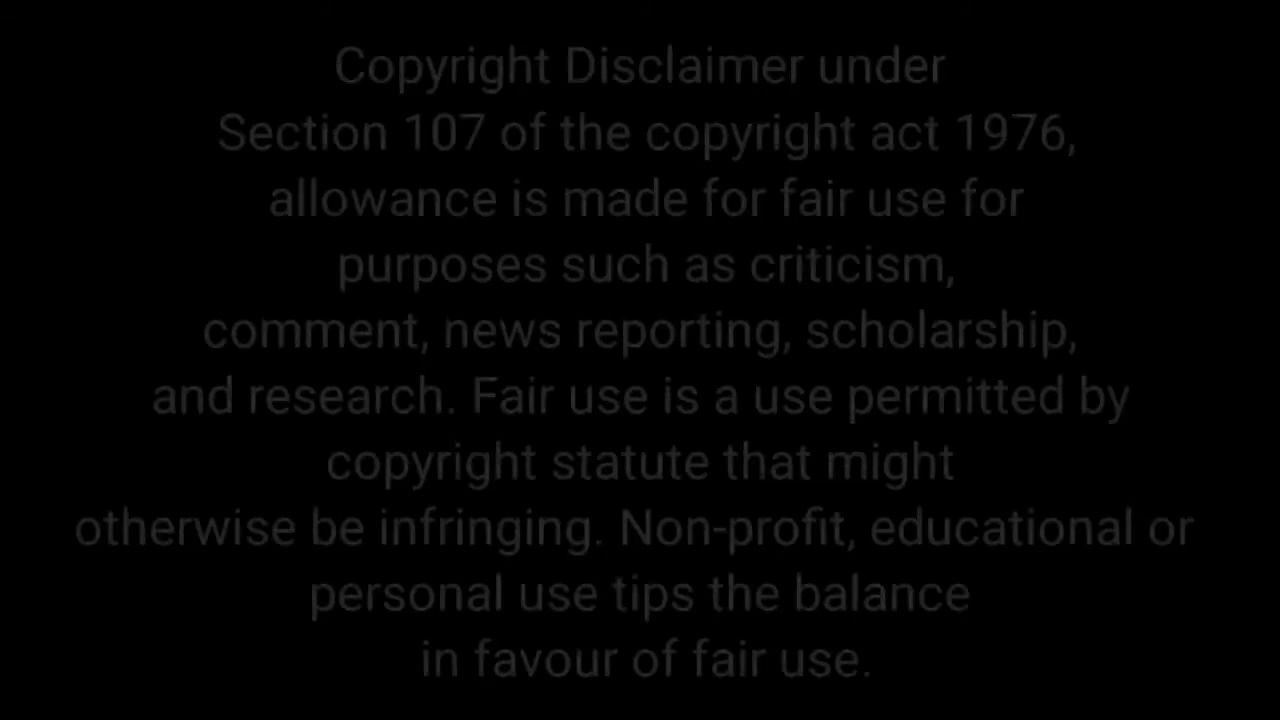 Copyright Disclaimer under
Section 107 of the copyright act 1976,
allowance is made for fair use for
purposes such as criticism,
comment, news reporting, scholarship,
and research. Fair use is a use permitted by
copyright statute that might
otherwise be infringing. Non-profit, educational or
personal use tips the balance
in favour of fair use.